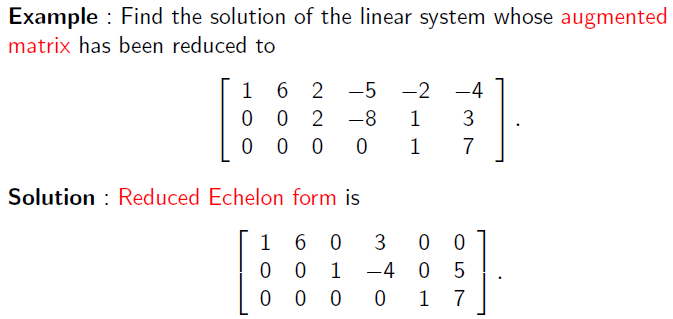 Example : Find the solution of the linear system whose augmented
matrix has been reduced to
1 6 2 −5 −2 −4
0 0 2 −8 1 3
0 0 0 0 1 7
.
Solution : Reduced Echelon form is
1 6 0 3 0 0
0 0 1 −4 0 5
0 0 0 0 1 7
.